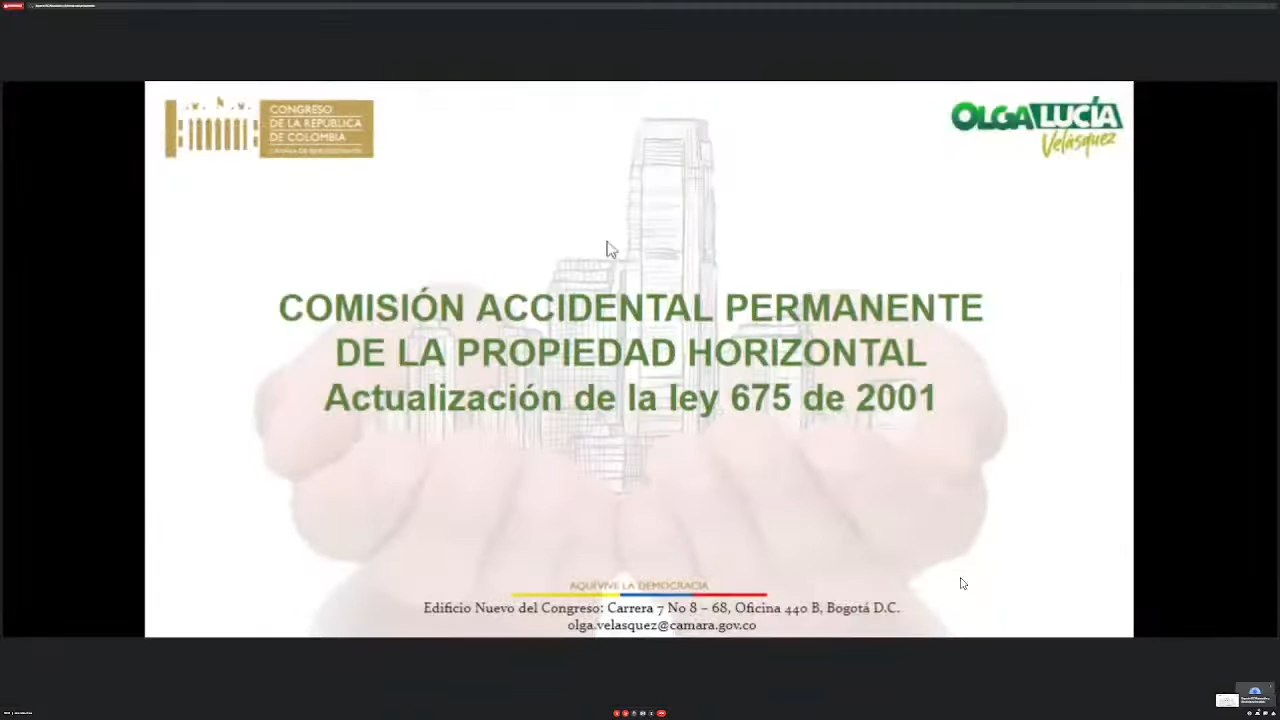 CONGRESO
DE LA REPÚBLICA
DE COLOMBIA
OLGA LUCÍA
Velásquez
COMISIÓN ACCIDENTAL PERMANENTE
DE LA PROPIEDAD HORIZONTAL
Actualización de la ley 675 de 2001
AQUÍ VIVE LA DEMOCRACIA
Edificio Nuevo del Congreso: Carrera 7 No 8 – 68, Oficina 440 B, Bogotá D.C.
olga.velasquez@camara.gov.co